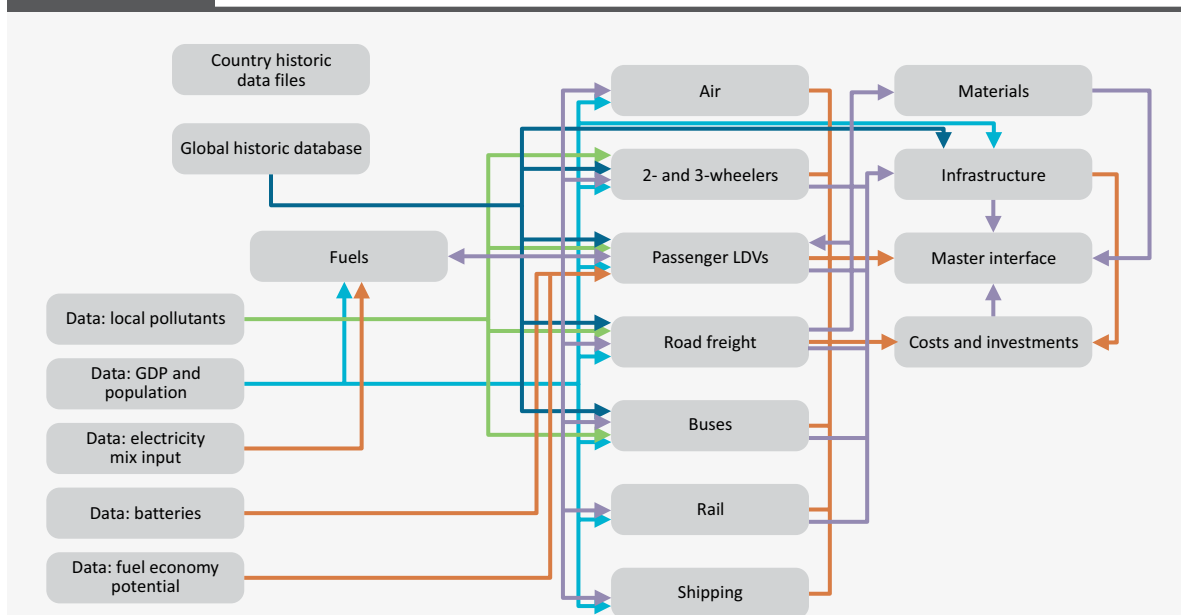 Country historic
data files
Global historic database
Fuels
Data: local pollutants
Data: GDP and
population
Data: electricity
mix input
Data: batteries
Data: fuel economy
potential
Air
2- and 3-wheelers
Passenger LDVs
Road freight
Buses
Rail
Shipping
Materials
Infrastructure
Master interface
Costs and investments